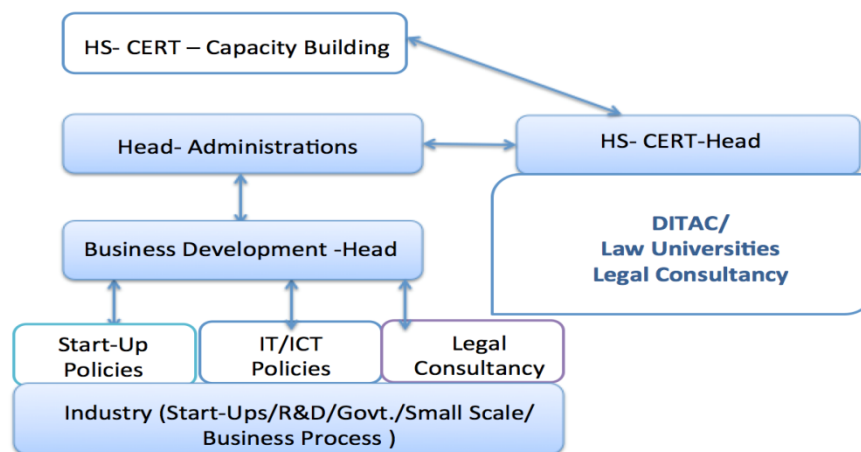 HS- CERT – Capacity Building
Head- Administrations
HS- CERT-Head
Business Development -Head
DITAC/
Law Universities
Legal Consultancy
Start-Up
Policies
IT/ICT
Policies
Legal
Consultancy
Industry (Start-Ups/R&D/Govt./Small Scale/
Business Process )